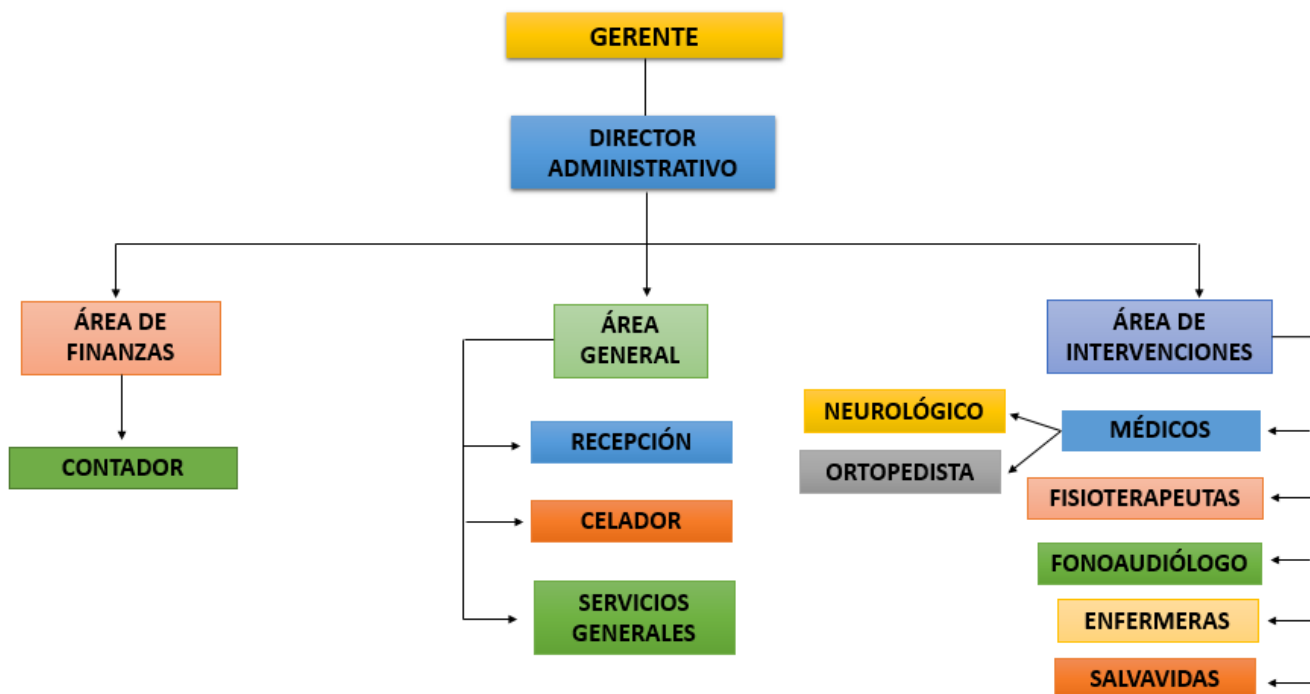 GERENTE
DIRECTOR
ADMINISTRATIVO
ÁREA DE
FINANZAS
CONTADOR
ÁREA
GENERAL
RECEPCIÓN
CELADOR
SERVICIOS
GENERALES
ÁREA DE
INTERVENCIONES
MÉDICOS
NEUROLÓGICO
ORTOPEDISTA
FISIOTERAPEUTAS
FONOAUDIÓLOGO
ENFERMERAS
SALVAVIDAS